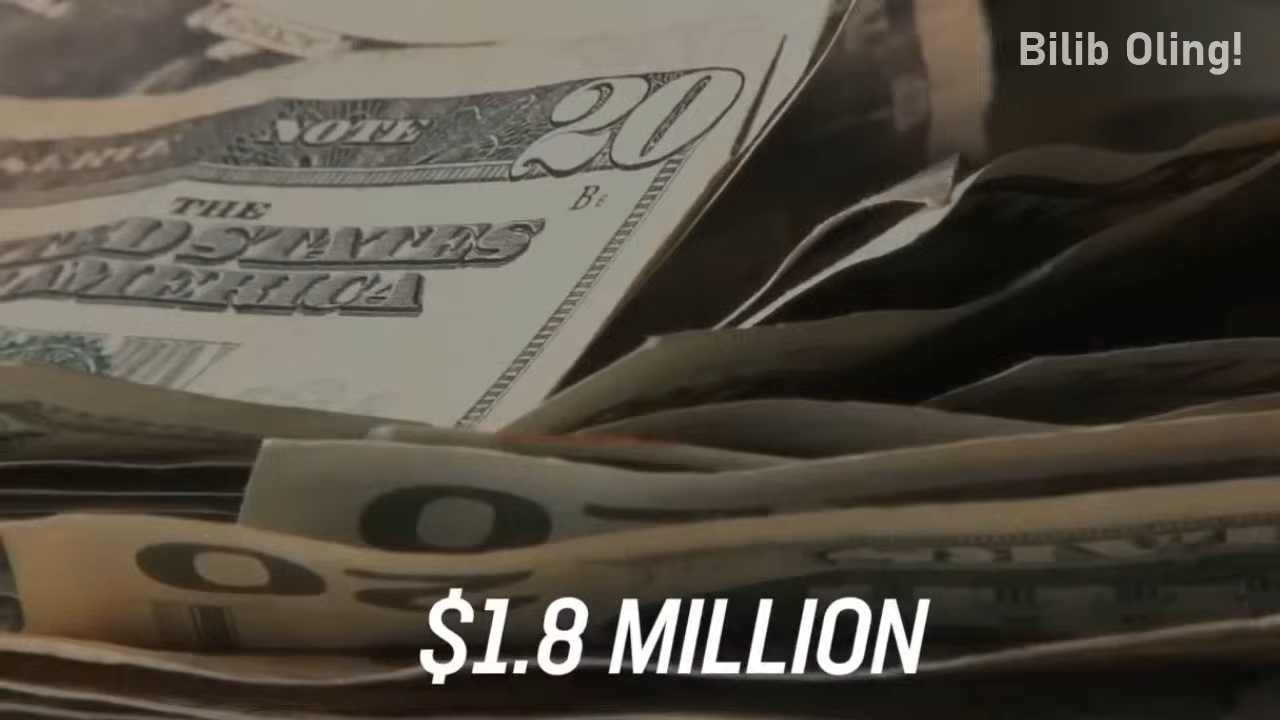 Bilib Oling!
NOTE
20
THE
STATES
AMERICA
$1.8 MILLION